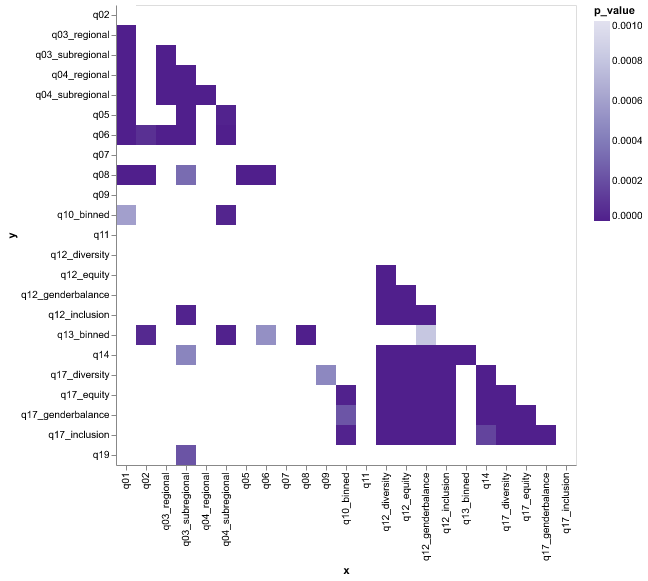 p_value
0.0010
0.0008
0.0006
0.0004
0.0002
0.0000
y
q02
q03_regional
q03_subregional
q04_regional
q04_subregional
q05
q06
q07
q08
q09
q10_binned
q11
q12_diversity
q12_equity
q12_genderbalance
q12_inclusion
q13_binned
q14
q17_diversity
q17_equity
q17_genderbalance
q17_inclusion
q19
q01
q02
q03_regional
q03_subregional
q04_regional
q04_subregional
q05
q06
q07
q08
q09
q10_binned
q11
q12_diversity
q12_equity
q12_genderbalance
q12_inclusion
q13_binned
q14
q17_diversity
q17_equity
q17_genderbalance
q17_inclusion
x